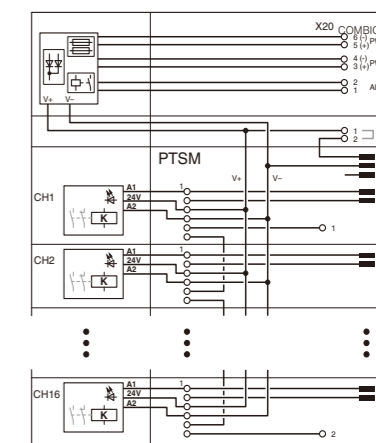 X20 COMBIC
6 (-) P
5 (+)
4 (-) P
3 (+)
2
1 A
V+ V–
1
2
PTSM
V+ V–
CH1
A1
24V
A2
K
1
1
CH2
A1
24V
A2
K
1
CH16
A1
24V
A2
K
1
2